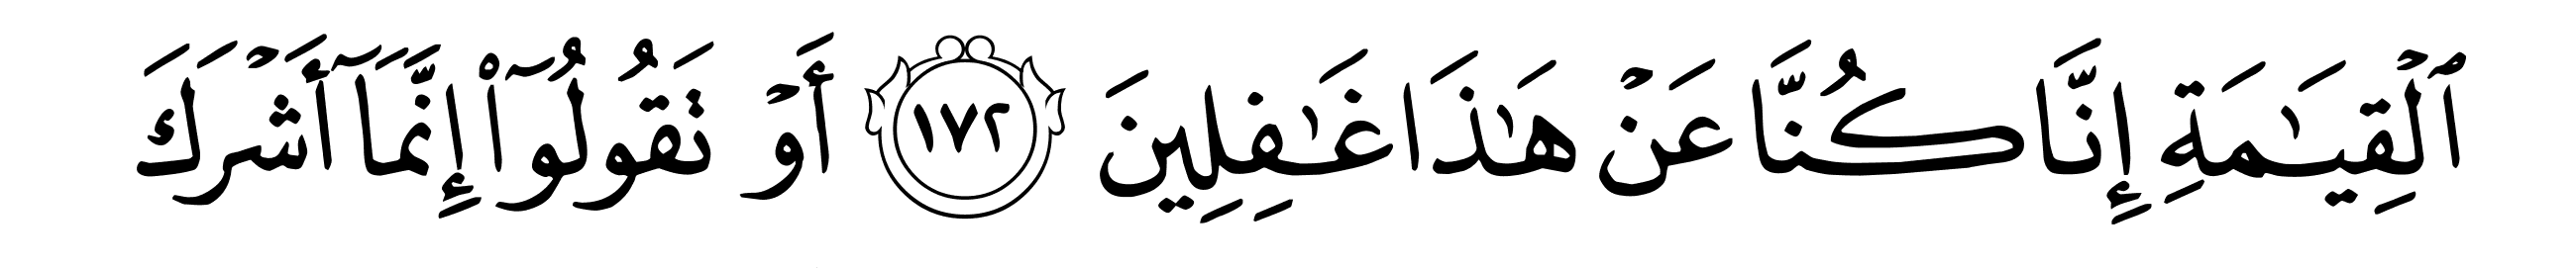 ٱلْقِيَـٰمَةِ إِنَّا كُنَّا عَنْ هَـٰذَا غَـٰفِلِينَ ١٧٢ أَوْ تَقُولُوٓا۟ إِنَّمَآ أَشْرَكَ